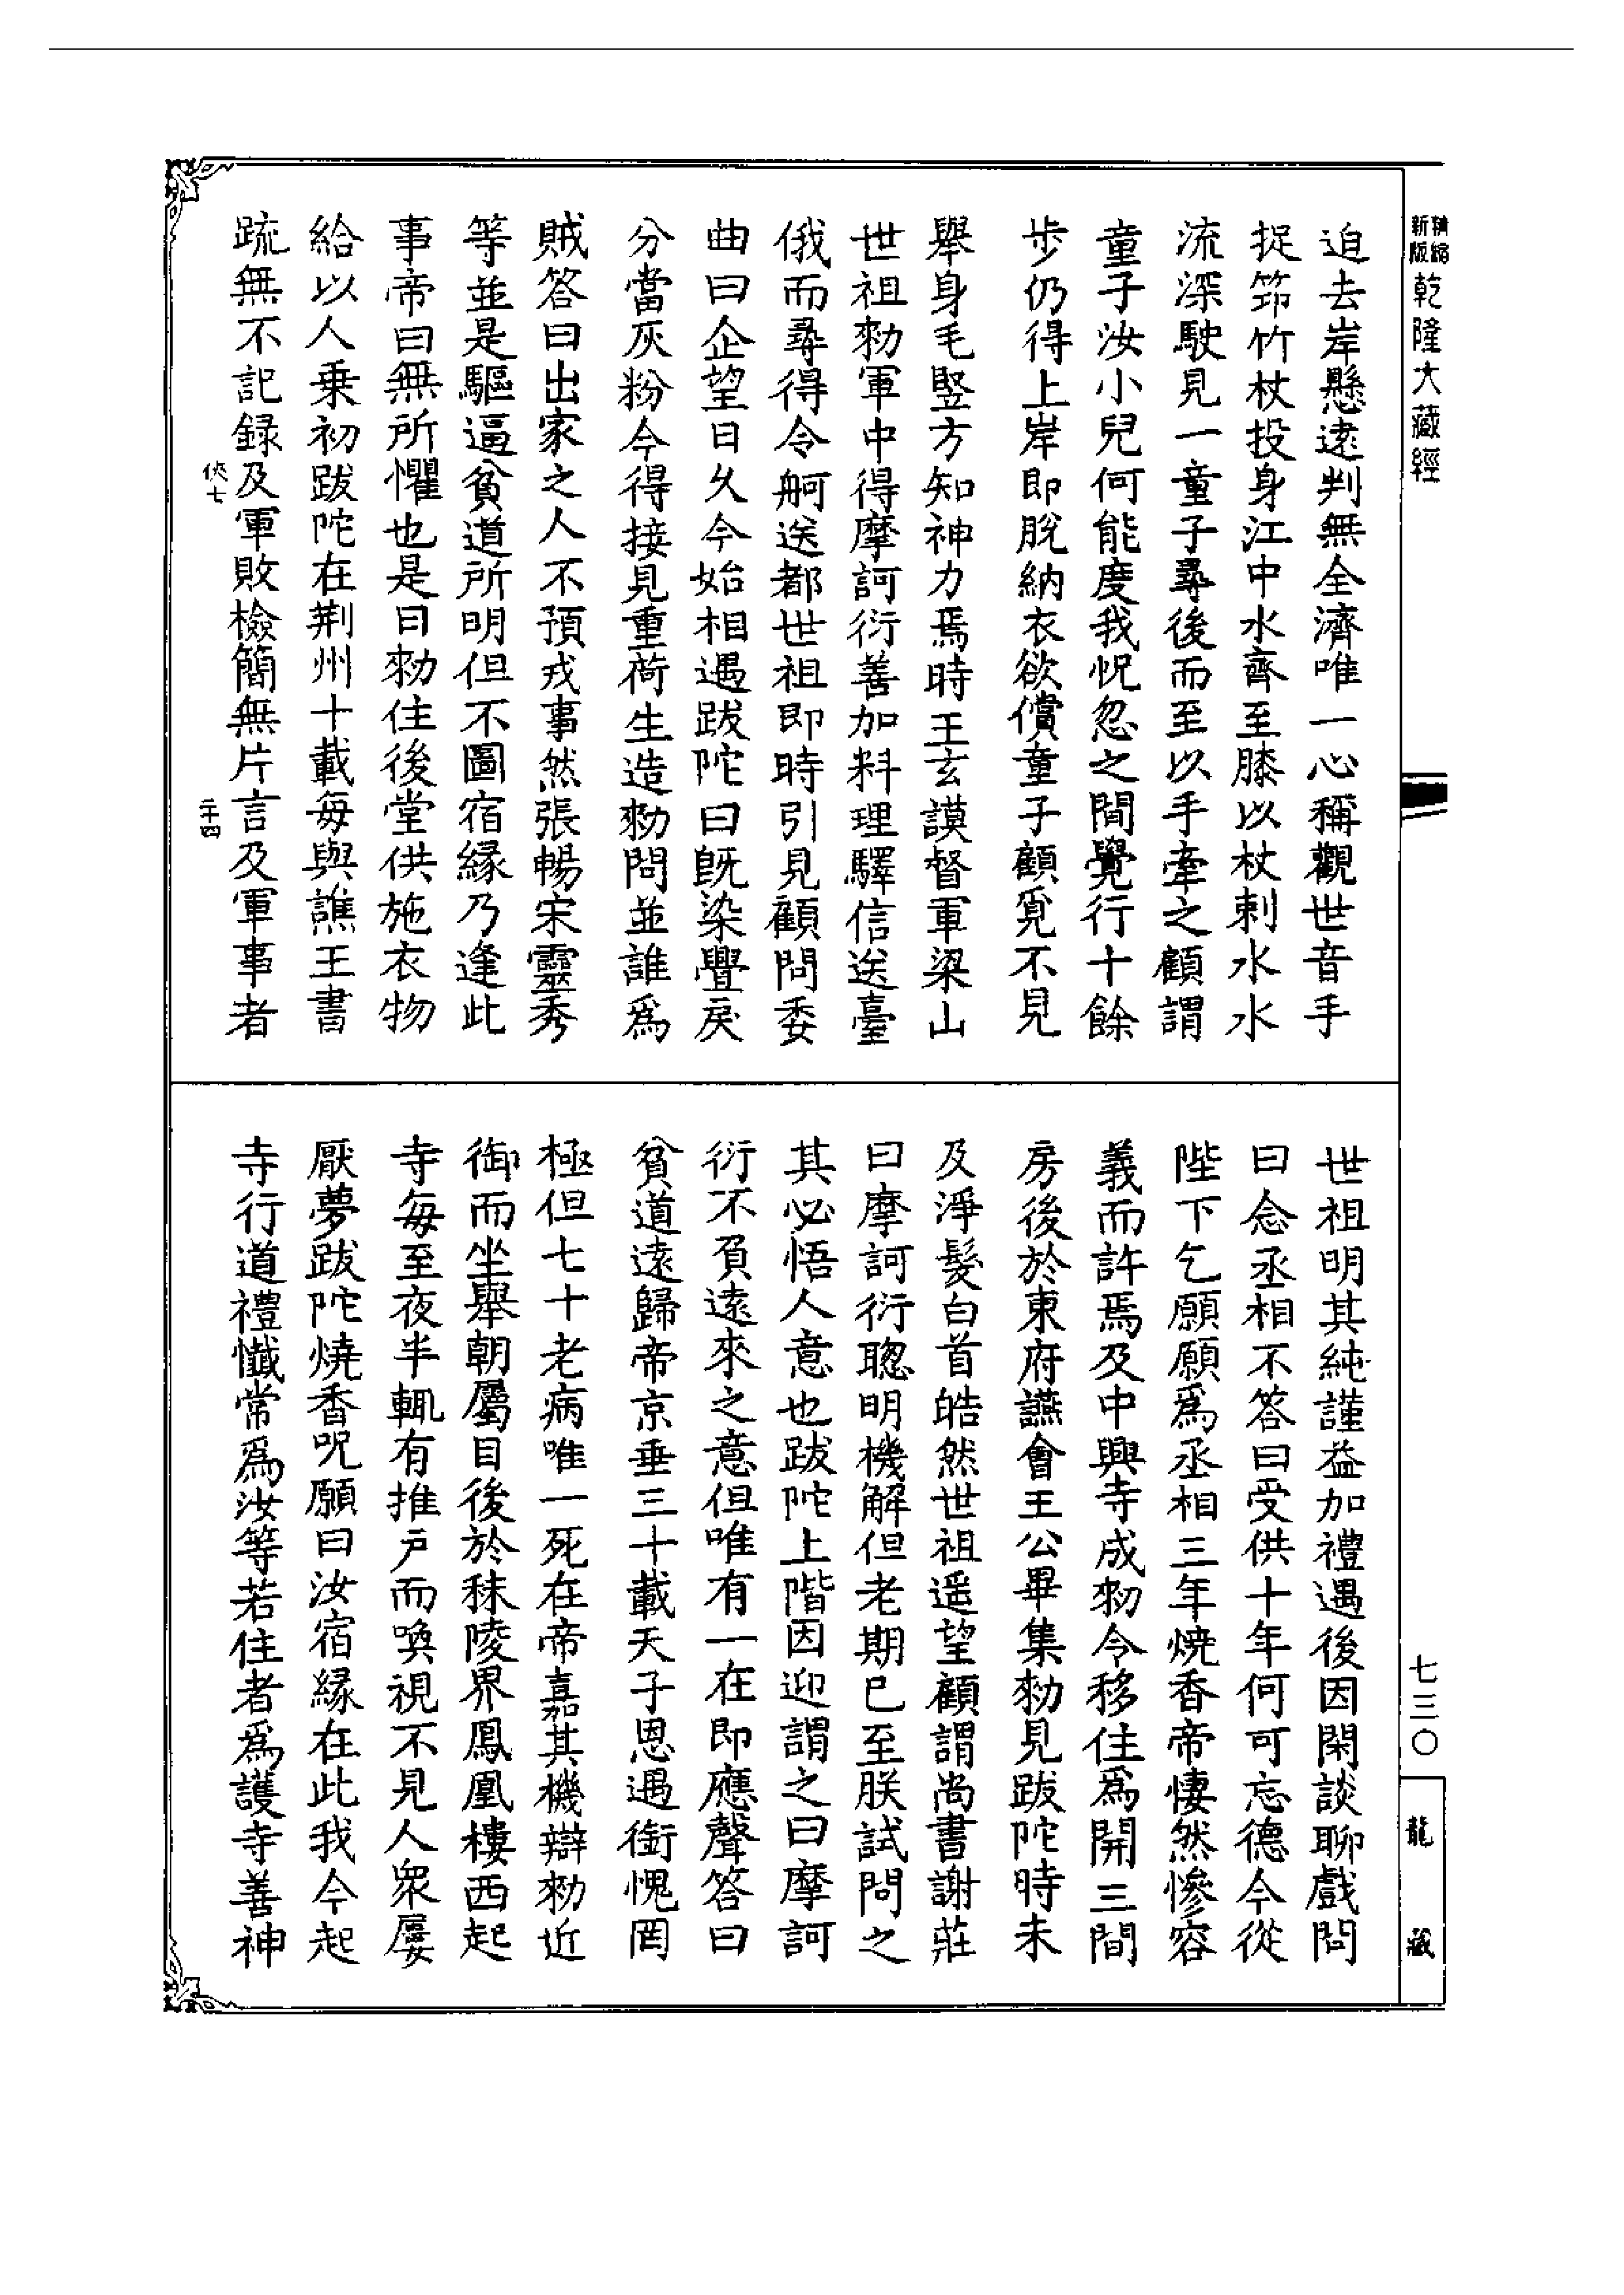 精縮新版乾隆大藏經
迫去岸懸遠判無全濟唯一心稱觀世音手
捉筇竹杖投身江中水齊至膝以杖刺水水
流深駛見一童子尋後而至以手牽之顧謂
童子汝小兒何能度我怳忽之間覺行十餘
步仍得上岸即脫納衣欲償童子顧覓不見
舉身毛竪方知神力焉時王玄謨督軍梁山
世祖勑軍中得摩訶衍善加料理驛信送臺
俄而尋得令舸送都世祖即時引見顧問委
曲曰企望日久今始相遇跋陀曰旣染舋戾
分當灰粉今得接見重荷生造勑問並誰爲
賊答曰出家之人不預戎事然張暢宋靈秀
等並是驅逼貧道所明但不圖宿緣乃逢此
事帝曰無所懼也是日勑住後堂供施衣物
給以人乗初跋陀在荆州十載每與譙王書
䟽無不記録及軍敗檢簡無片言及軍事者
俠七
二十四
世祖明其純謹益加禮遇後因閑談聊戲問
曰念丞相不答曰受供十年何可忘德今從
陛下乞願願爲丞相三年燒香帝悽然慘容
義而許焉及中興寺成勑令移住爲開三間
房後於東府讌會王公畢集勑見跋陀時未
及淨髮白首皓然世祖遥望顧謂尚書謝莊
曰摩訶衍聰明機解但老期已至朕試問之
其必悟人意也跋陀上階因迎謂之曰摩訶
衍不負遠來之意但唯有一在即應聲答曰
貧道遠歸帝京垂三十載天子恩遇銜愧罔
極但七十老病唯一死在帝嘉其機辯勑近
御而坐舉朝屬目後於秣陵界鳳凰樓西起
寺每至夜半輒有推戸而喚視不見人衆屢
厭夢跋陀燒香呪願曰汝宿緣在此我今起
寺行道禮懺常爲汝等若住者爲護寺善神
七三〇
龍藏